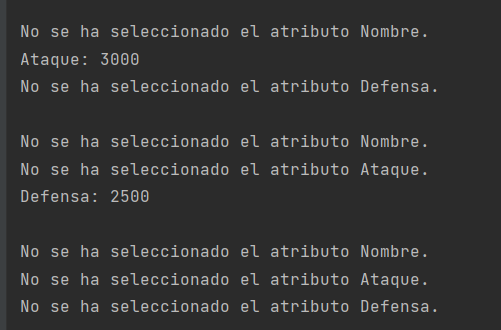 No se ha seleccionado el atributo Nombre.
Ataque: 3000
No se ha seleccionado el atributo Defensa.

No se ha seleccionado el atributo Nombre.
No se ha seleccionado el atributo Ataque.
Defensa: 2500

No se ha seleccionado el atributo Nombre.
No se ha seleccionado el atributo Ataque.
No se ha seleccionado el atributo Defensa.